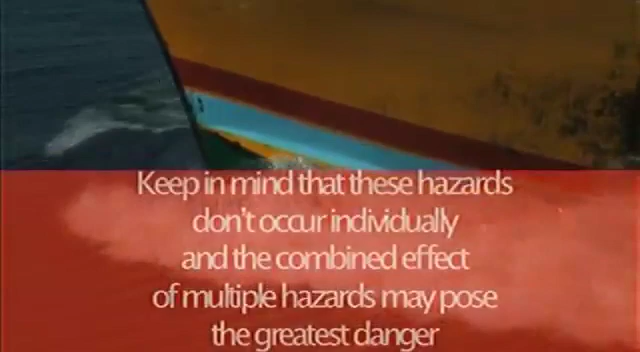 Keep in mind that these hazards
don't occur individually
and the combined effect
of multiple hazards may pose
the greatest danger